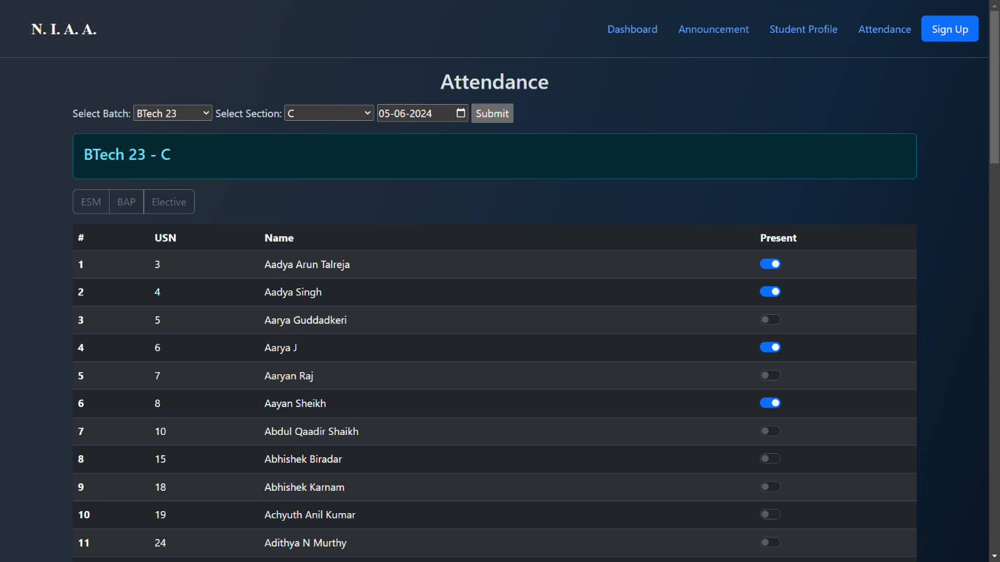 N. I. A. A.
Dashboard Announcement Student Profile Attendance Sign Up
Attendance
Select Batch: BTech 23 Select Section: C 05-06-2024 Submit
BTech 23 - C
ESM BAP Elective
# USN Name Present
1 3 Aadya Arun Talreja
2 4 Aadya Singh
3 5 Aarya Guddadkeri
4 6 Aarya J
5 7 Aaryan Raj
6 8 Aayan Sheikh
7 10 Abdul Qaadir Shaikh
8 15 Abhishek Biradar
9 18 Abhishek Karnam
10 19 Achyuth Anil Kumar
11 24 Adithya N Murthy